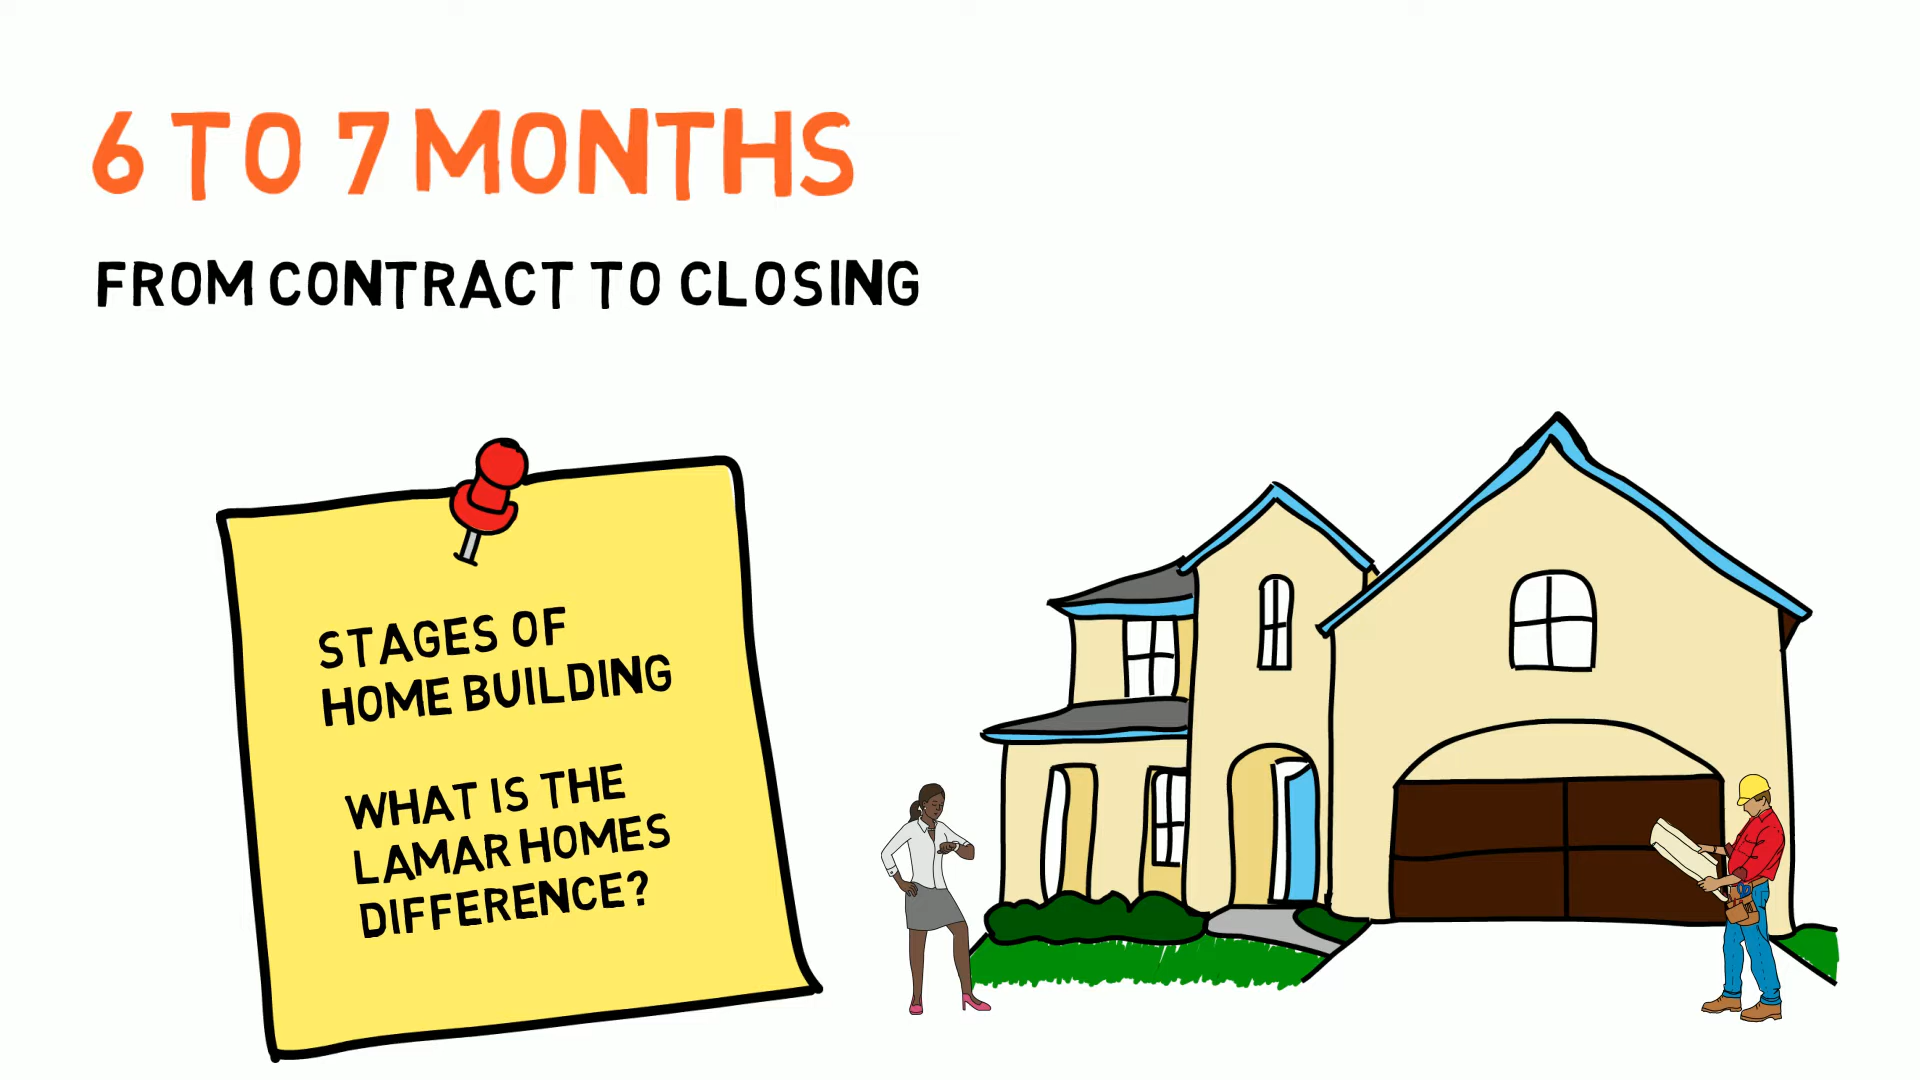 6 TO 7 MONTHS
FROM CONTRACT TO CLOSING
STAGES OF
HOME BUILDING
WHAT IS THE
LAMAR HOMES
DIFFERENCE?